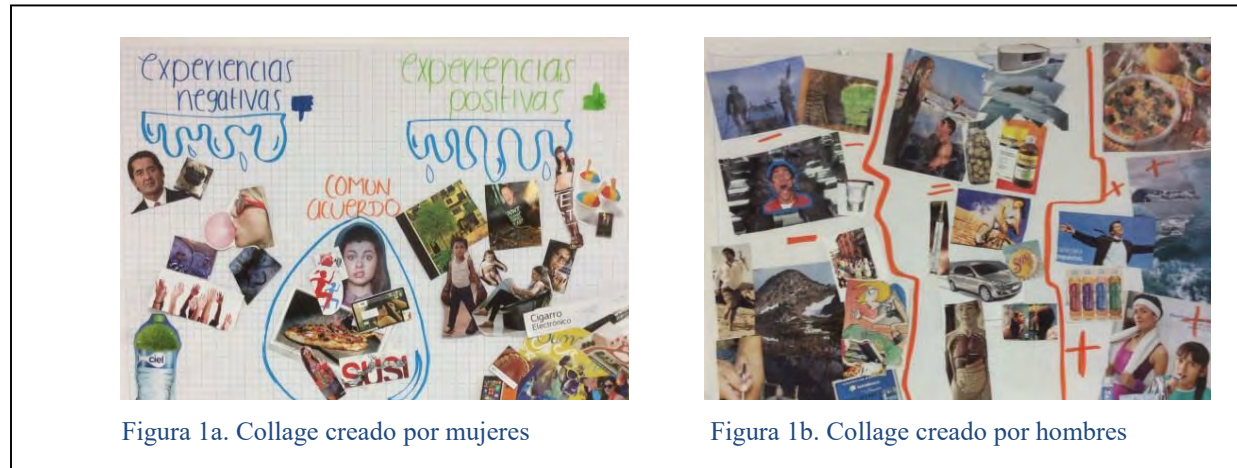 experiencias
negativas
experiencias
positivas
COMUN
ACUERDO
ciel
SUSI
Cigarro
Electrónico
Figura 1a. Collage creado por mujeres
Figura 1b. Collage creado por hombres